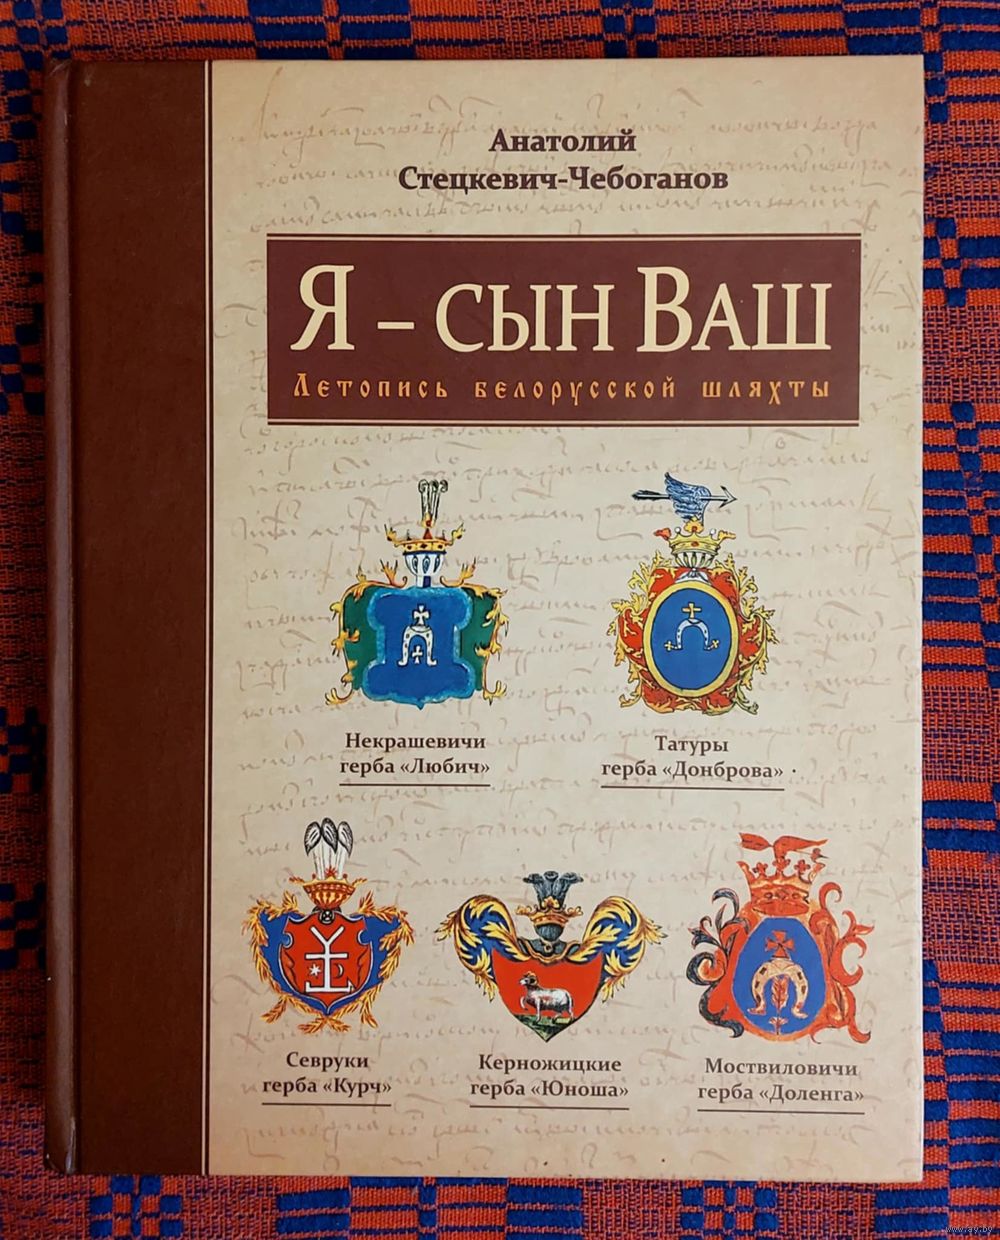 Анатолий
Стецкевич-Чебоганов
Я – сын Ваш
Летопись белорусской шляхты
Некрашевичи
герба «Любич»
Татуры
герба «Донброва»
Севруки
герба «Курч»
Керножицкие
герба «Юноша»
Моствиловичи
герба «Доленга»